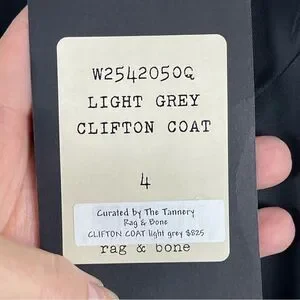 W2542050Q
LIGHT GREY
CLIFTON COAT
4
Curated by The Tannery
Rag & Bone
CLIFTON COAT light grey $825
rag & bone